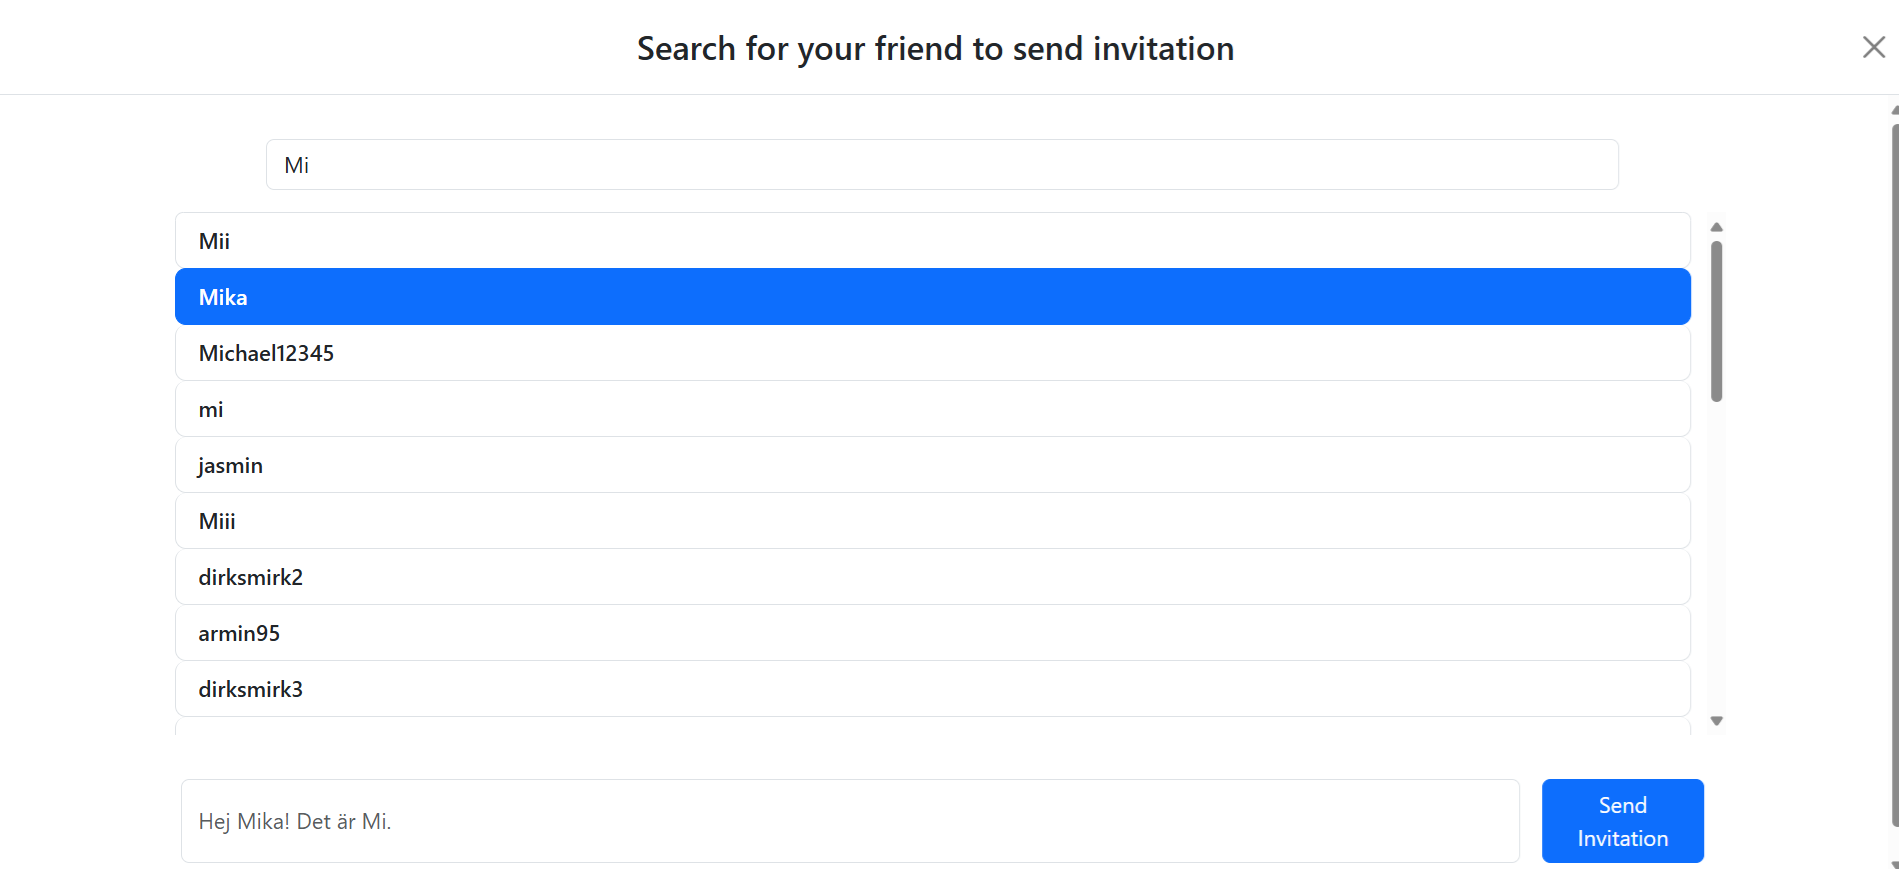 Search for your friend to send invitation
Mi
Mii
Mika
Michael12345
mi
jasmin
Miii
dirksmirk2
armin95
dirksmirk3
Hej Mika! Det är Mi.
Send
Invitation